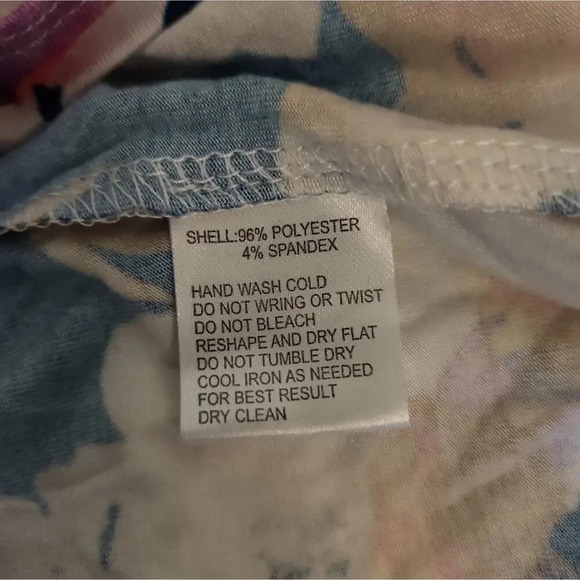 SHELL:96% POLYESTER
4% SPANDEX
HAND WASH COLD
DO NOT WRING OR TWIST
DO NOT BLEACH
RESHAPE AND DRY FLAT
DO NOT TUMBLE DRY
COOL IRON AS NEEDED
FOR BEST RESULT
DRY CLEAN